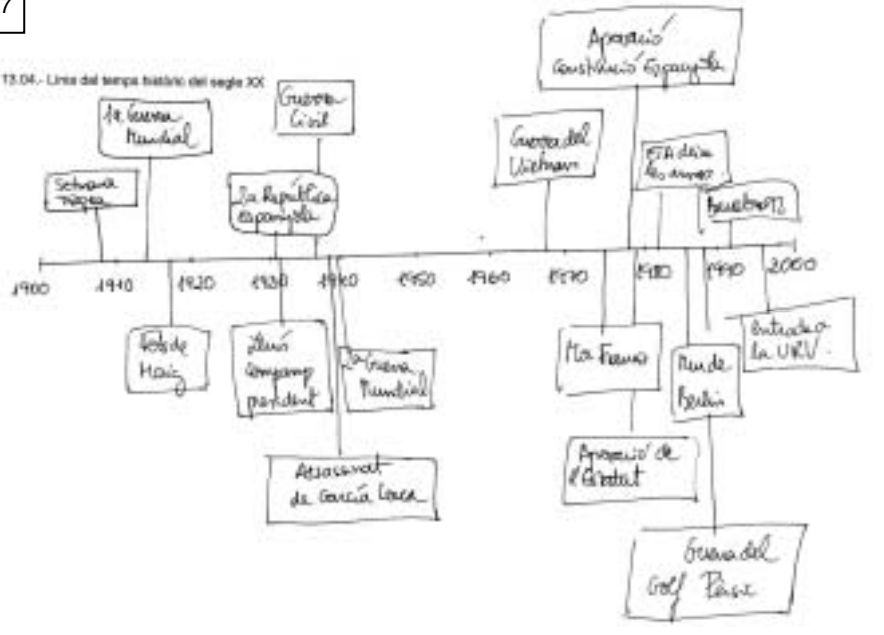 7
13.04.- Línia del temps històric del segle XX
Aprovació
Constitució Espanyola
Guerra
Civil
1a Guerra
Mundial
Guerra del
Vietnam
ETA deixa
les armes
Setmana
Tràgica
2a República
espanyola
Barcelona 92
1900
1910
1920
1930
1940
1950
1960
1970
1980
1990
2000
Fets de
Maig
Lluís
Companys
president
2a Guerra
Mundial
Mor Franco
Mur de
Berlín
Entrada a
la URV.
Assassinat
de García Lorca
Aprovació de
l'Estatut
Guerra del
Golf Pèrsic